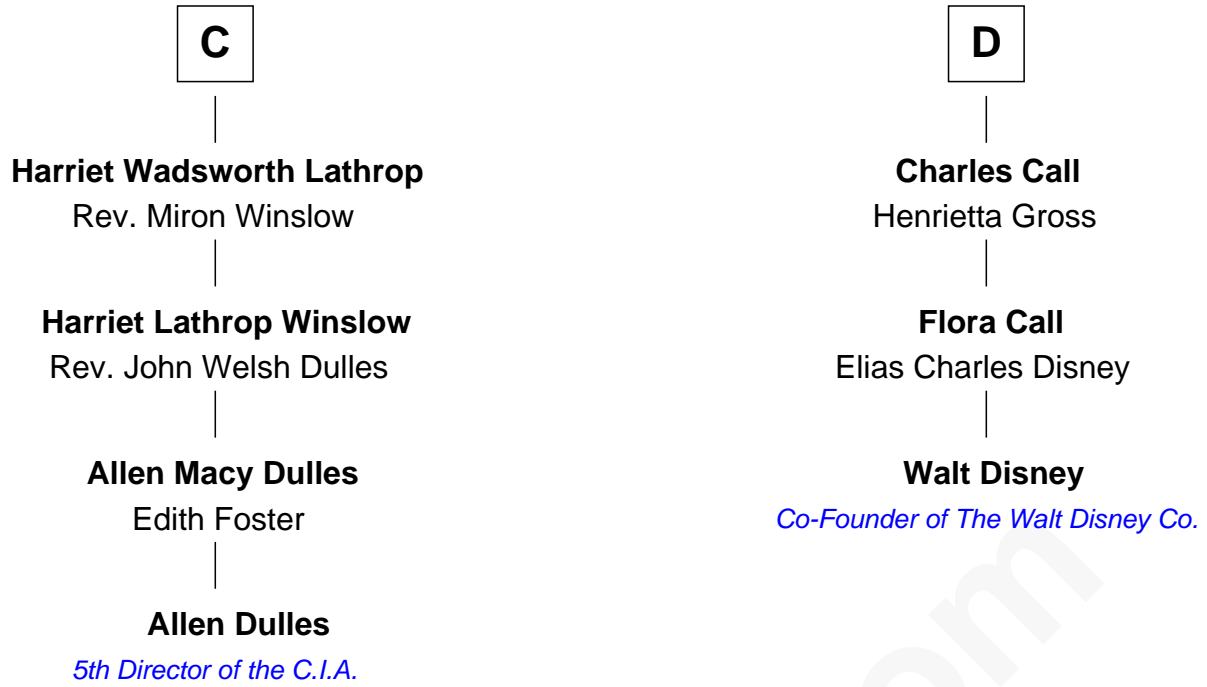 C
Harriet Wadsworth Lathrop
Rev. Miron Winslow
Harriet Lathrop Winslow
Rev. John Welsh Dulles
Allen Macy Dulles
Edith Foster
Allen Dulles
5th Director of the C.I.A.
D
Charles Call
Henrietta Gross
Flora Call
Elias Charles Disney
Walt Disney
Co-Founder of The Walt Disney Co.
om